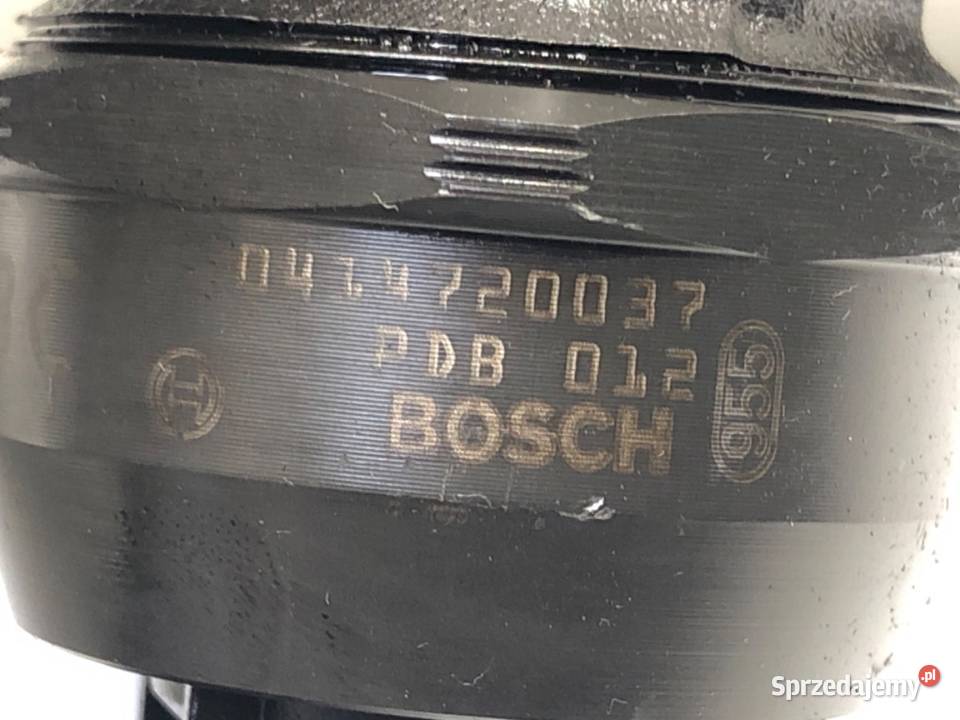 0414720037
PDB 012
BOSCH
955
Sprzedajemy.pl